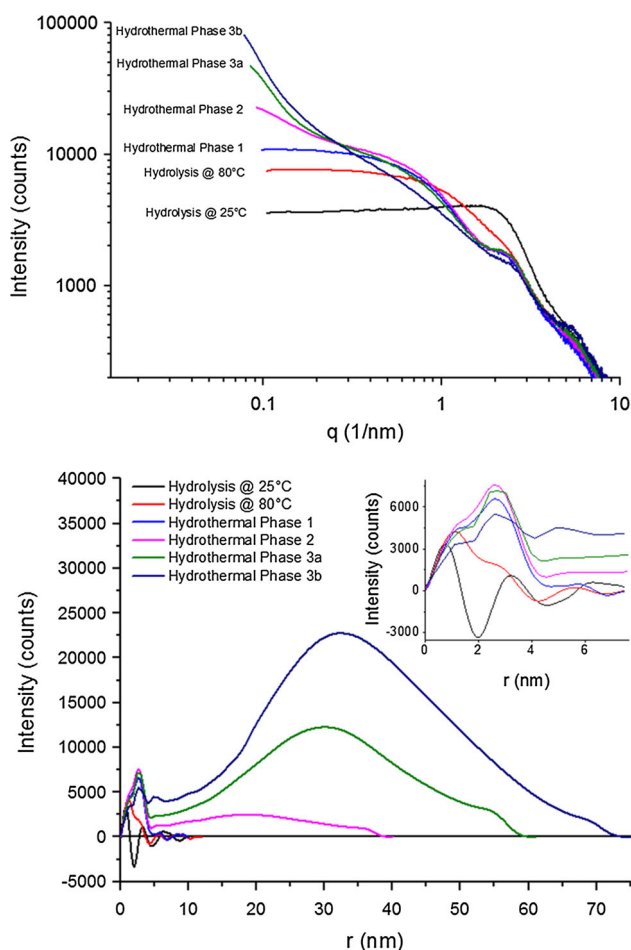 100000
10000
1000
Intensity (counts)
Hydrothermal Phase 3b
Hydrothermal Phase 3a
Hydrothermal Phase 2
Hydrothermal Phase 1
Hydrolysis @ 80°C
Hydrolysis @ 25°C
0.1
1
10
q (1/nm)
40000
35000
30000
25000
20000
15000
10000
5000
0
-5000
Intensity (counts)
Hydrolysis @ 25°C
Hydrolysis @ 80°C
Hydrothermal Phase 1
Hydrothermal Phase 2
Hydrothermal Phase 3a
Hydrothermal Phase 3b
6000
3000
0
-3000
Intensity (counts)
0
2
4
6
r (nm)
0
10
20
30
40
50
60
70
r (nm)